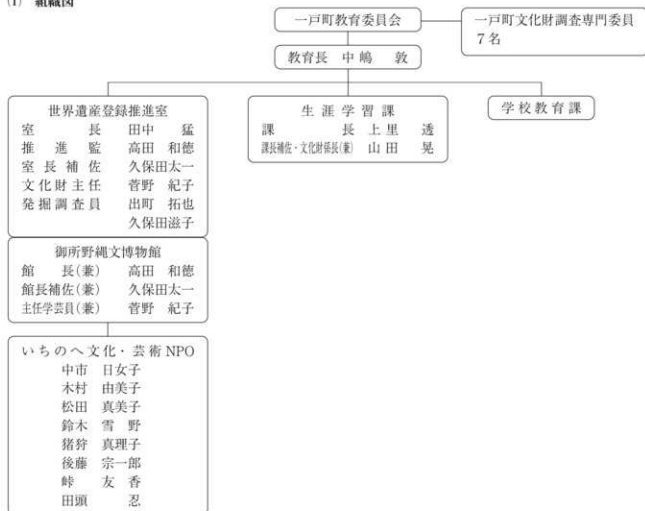 (1) 組織図
一戸町教育委員会
一戸町文化財調査専門委員
7名
教育長 中嶋 敦
世界遺産登録推進室
室長 田中 猛
推進監 高田 和徳
室長補佐 久保田太一
文化財主任 菅野 紀子
発掘調査員 出町 拓也
久保田滋子
生涯学習課
課長 上里 透
課長補佐・文化財係長(兼) 山田 晃
学校教育課
御所野縄文博物館
館長(兼) 高田 和徳
館長補佐(兼) 久保田太一
主任学芸員(兼) 菅野 紀子
いちのへ文化・芸術NPO
中市 日女子
木村 由美子
松田 真美子
鈴木 雪野
猪狩 真理子
後藤 宗一郎
峠 友香
田頭 忍